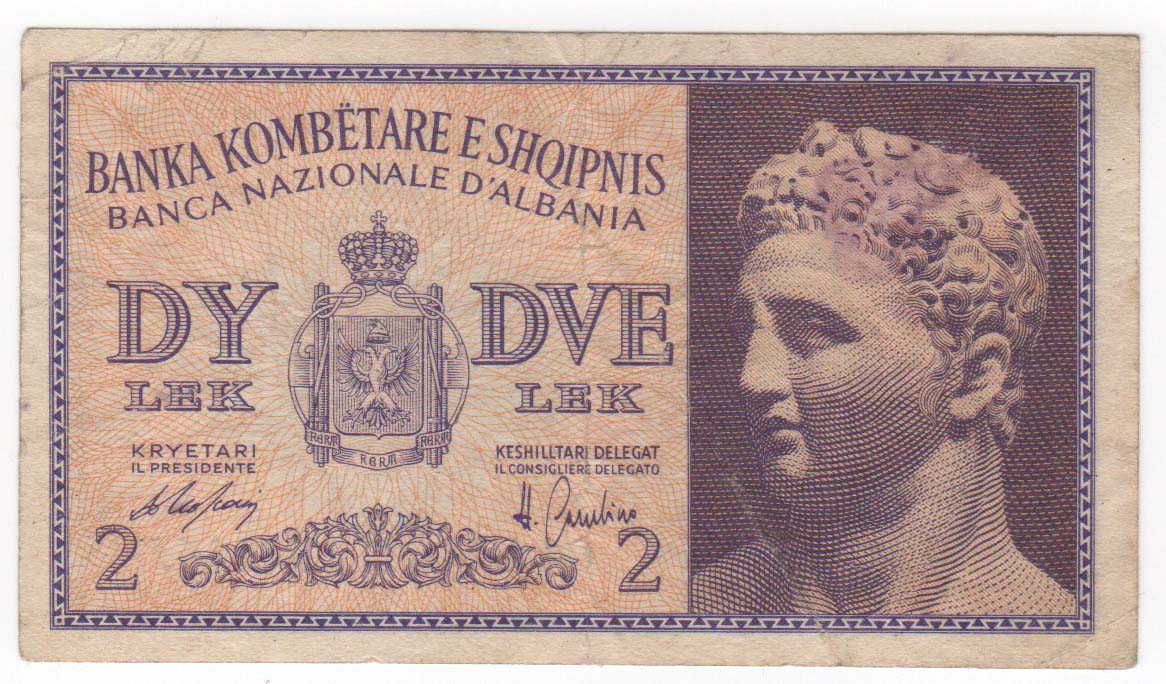 BANKA KOMBËTARE E SHQIPNIS
BANCA NAZIONALE D'ALBANIA
DY DVE
LEK LEK
KRYETARI
IL PRESIDENTE
KESHILLTARI DELEGAT
IL CONSIGLIERE DELEGATO
2 2